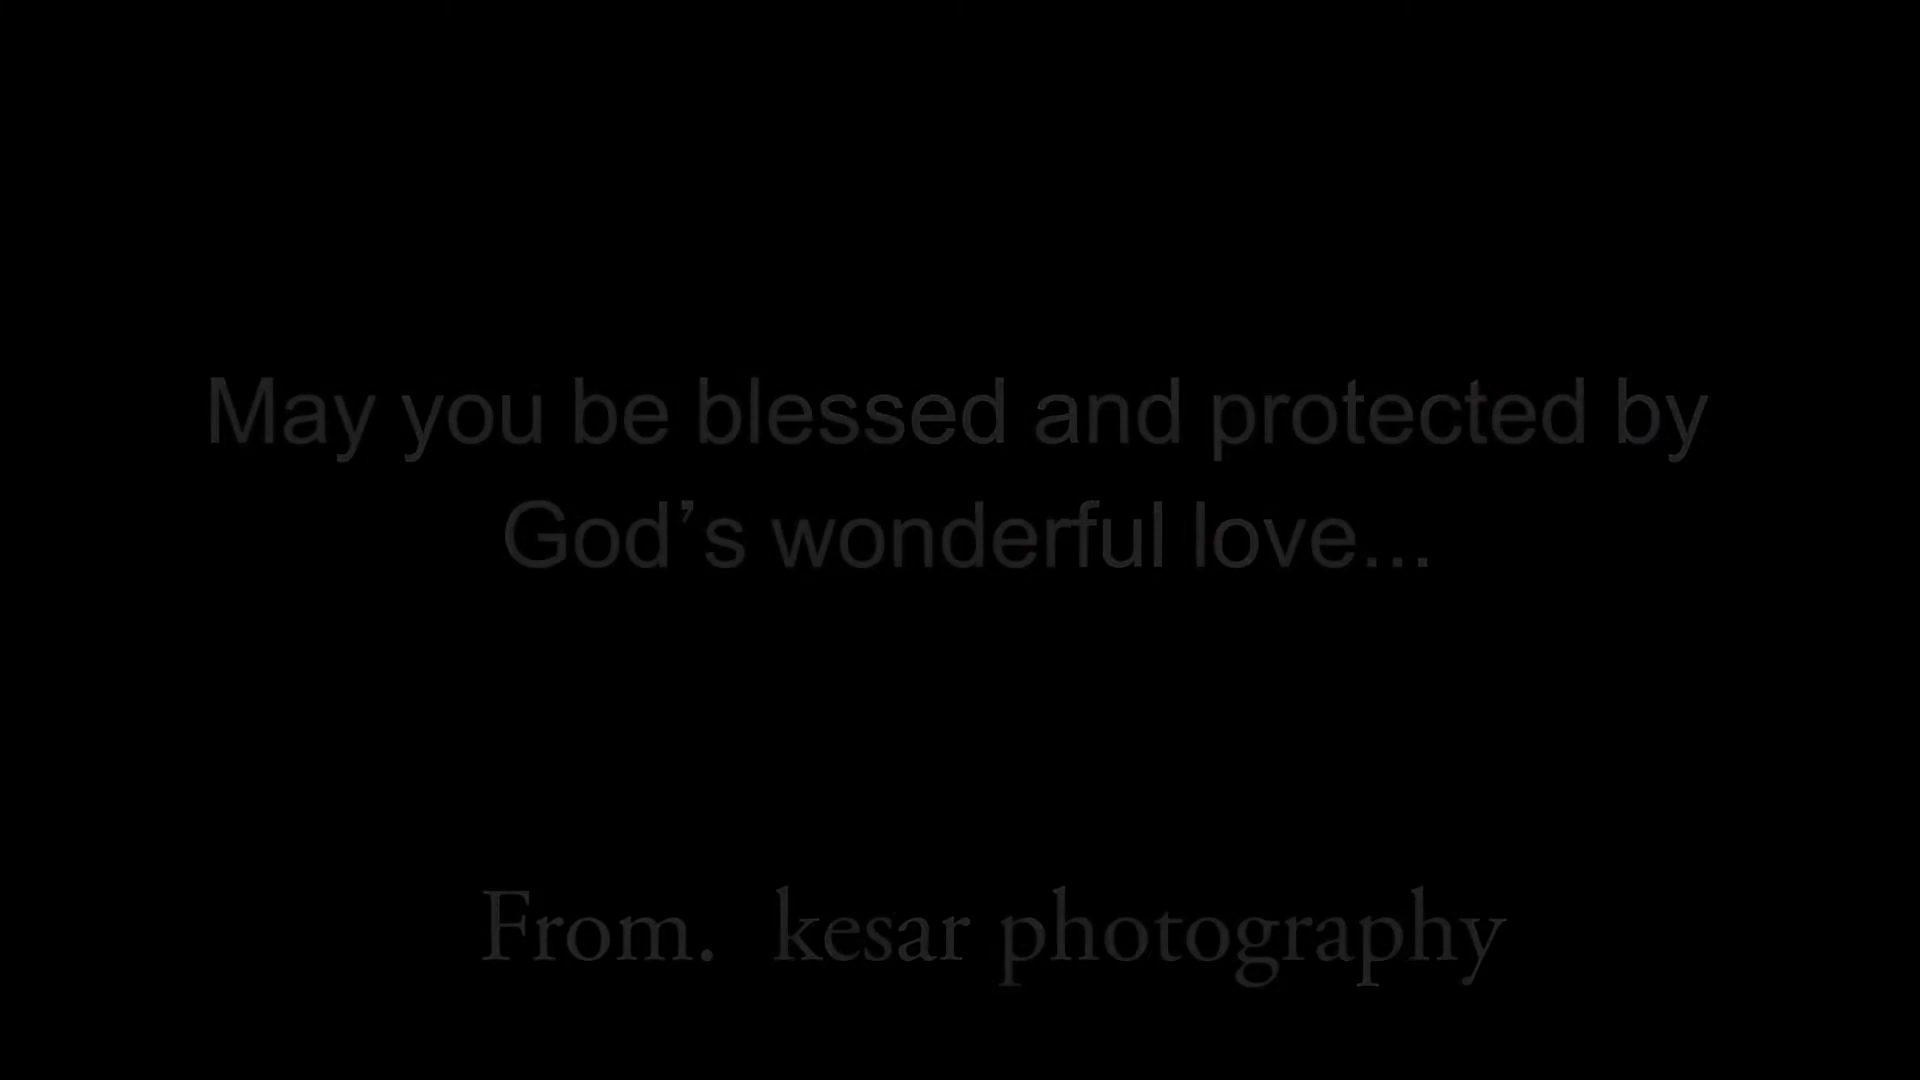 May you be blessed and protected by
God’s wonderful love...
From. kesar photography